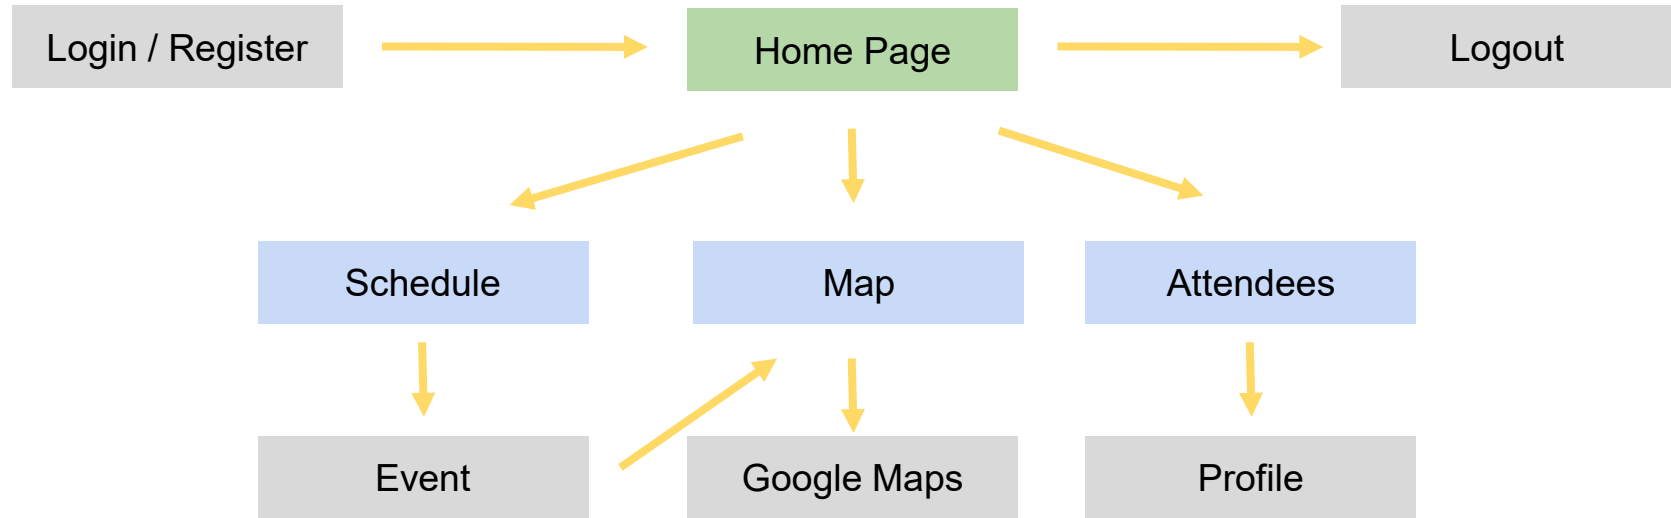 Login / Register
Home Page
Logout
Schedule
Map
Attendees
Event
Google Maps
Profile